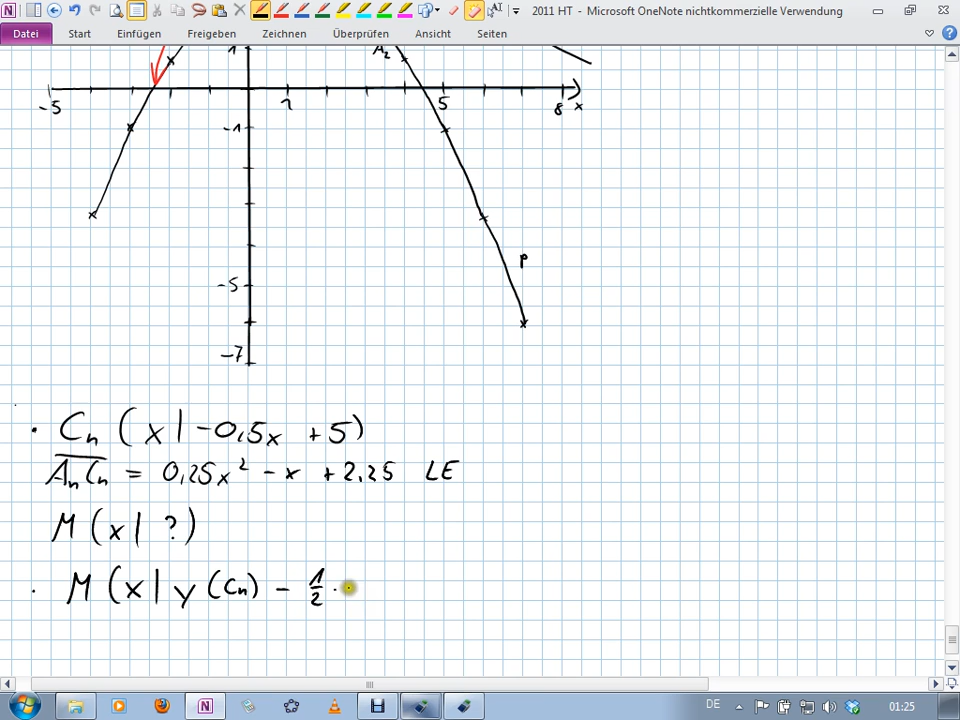 2011 HT - Microsoft OneNote nichtkommerzielle Verwendung
Datei Start Einfügen Freigeben Zeichnen Überprüfen Ansicht Seiten
1 A₂
-5 1 5 8 x
-1
P
-5
-7
· Cn (x | -0,5x +5)
AnCn = 0,25x² - x + 2,25 LE
M (x | ?)
· M (x | y (Cn) - 1/2 ·
DE 01:25